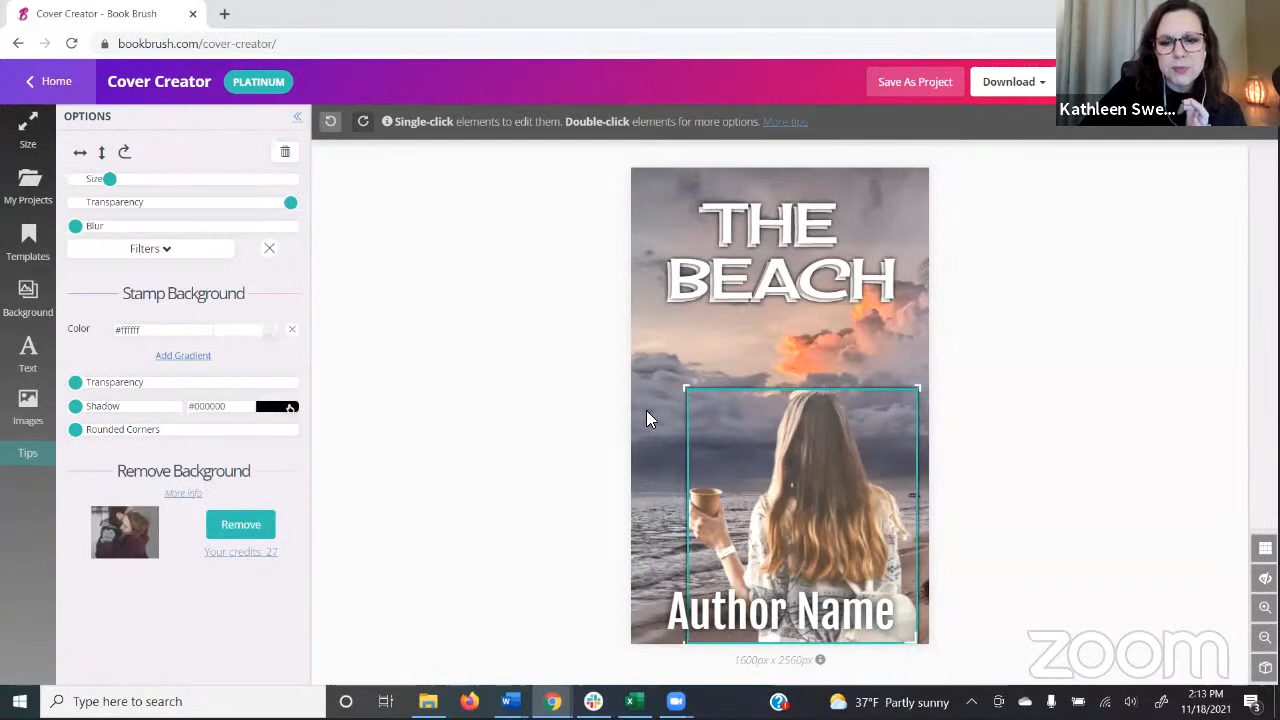 Cover Creator - Book Brush
bookbrush.com/cover-creator/
Home
Cover Creator
PLATINUM
Save As Project
Download
Kathleen Swe...
OPTIONS
Single-click elements to edit them. Double-click elements for more options. More tips
Size
My Projects
Templates
Background
Text
Images
Tips
Size
Transparency
Blur
Filters
Stamp Background
Color
#ffffff
Add Gradient
Transparency
Shadow
#000000
Rounded Corners
Remove Background
More info
Remove
Your credits: 27
THE
BEACH
Author Name
1600px x 2560px
zoom
Type here to search
37°F Partly sunny
2:13 PM
11/18/2021